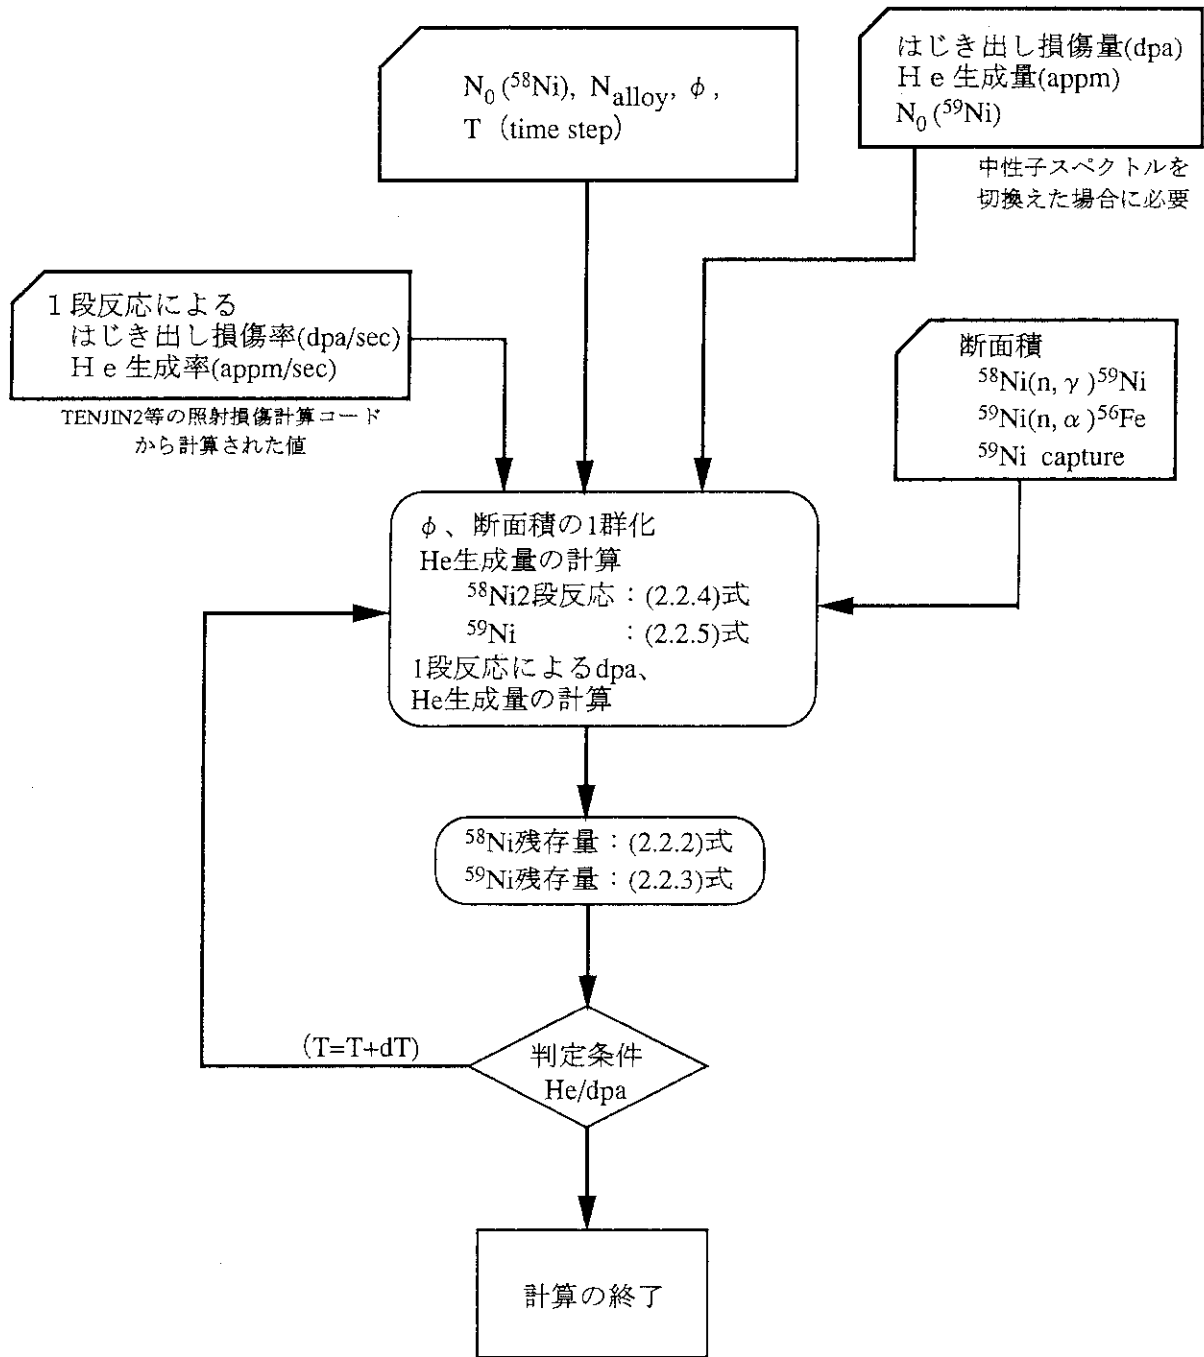 N₀ (⁵⁸Ni), N_alloy, φ,
T (time step)
はじき出し損傷量(dpa)
Ｈｅ生成量(appm)
N₀ (⁵⁹Ni)
中性子スペクトルを
切換えた場合に必要
１段反応による
はじき出し損傷率(dpa/sec)
Ｈｅ生成率(appm/sec)
TENJIN2等の照射損傷計算コード
から計算された値
断面積
⁵⁸Ni(n, γ)⁵⁹Ni
⁵⁹Ni(n, α)⁵⁶Fe
⁵⁹Ni capture
φ、断面積の1群化
He生成量の計算
⁵⁸Ni2段反応：(2.2.4)式
⁵⁹Ni ：(2.2.5)式
1段反応によるdpa、
He生成量の計算
⁵⁸Ni残存量：(2.2.2)式
⁵⁹Ni残存量：(2.2.3)式
(T=T+dT)
判定条件
He/dpa
計算の終了